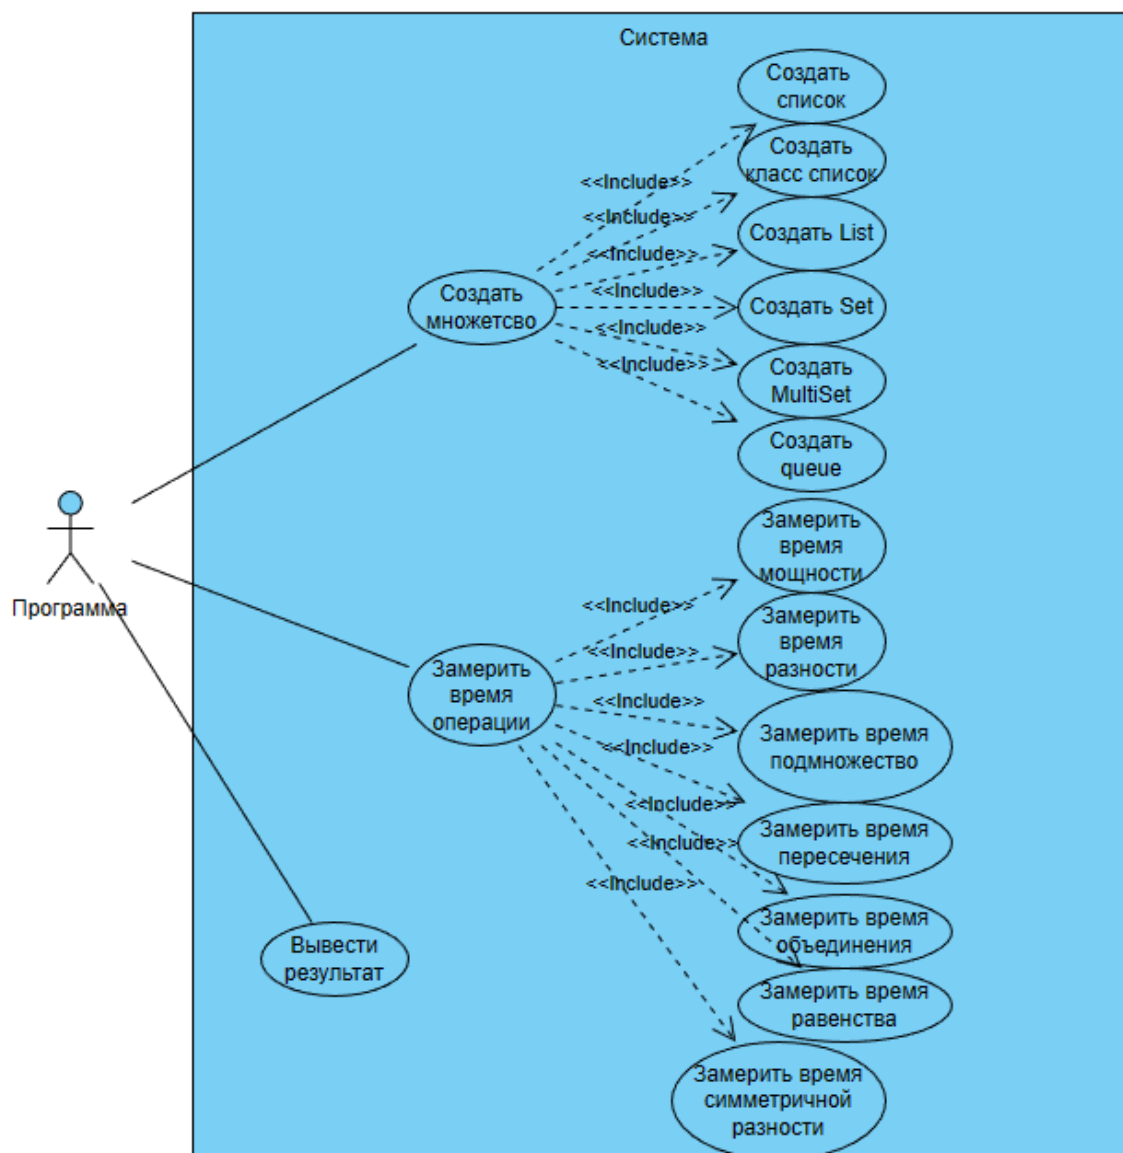 Система
Создать
список
Создать
класс список
Создать List
Создать Set
Создать
MultiSet
Создать
queue
<<Include>>
<<Include>>
<<Include>>
<<Include>>
<<Include>>
<<Include>>
Создать
множетсво
Программа
Замерить
время
операции
Вывести
результат
<<Include>>
<<Include>>
<<Include>>
<<Include>>
<<Include>>
<<Include>>
<<Include>>
Замерить
время
мощности
Замерить
время
разности
Замерить время
подмножество
Замерить время
пересечения
Замерить время
объединения
Замерить время
равенства
Замерить время
симметричной
разности